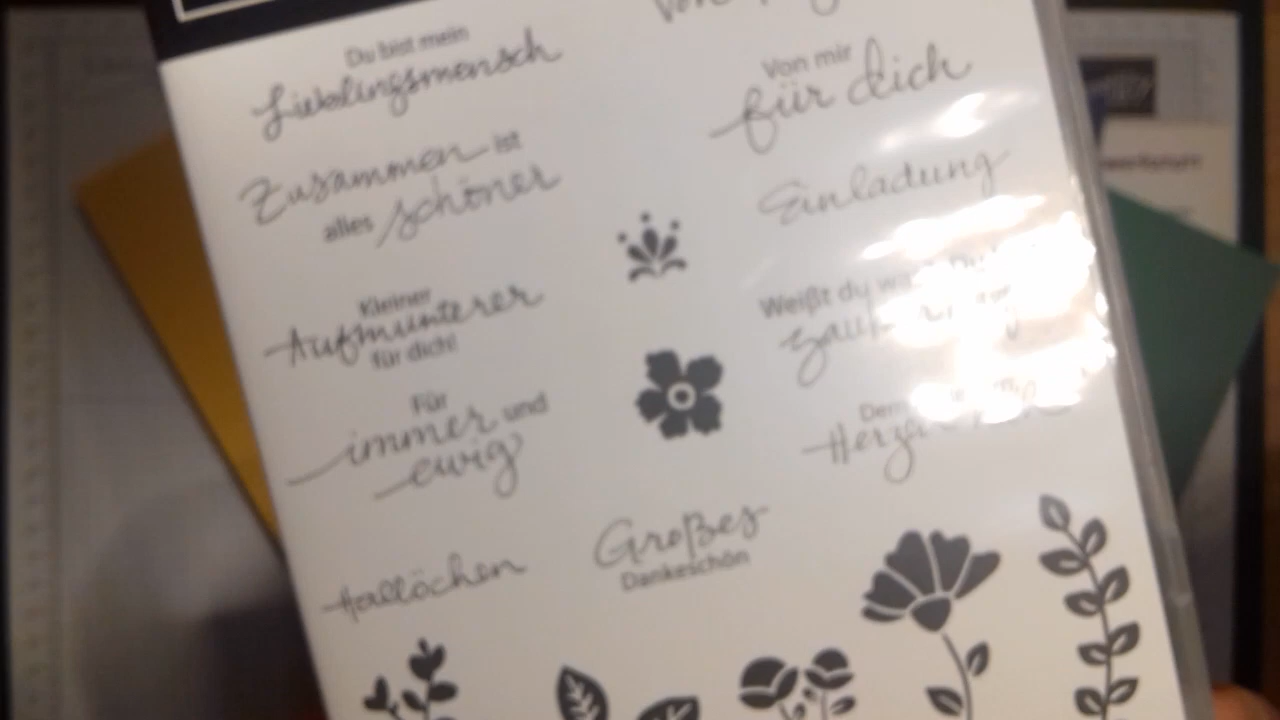 Du bist mein
Lieblingsmensch
Zusammen ist
alles schöner
Kleiner
Aufmunterer
für dich!
Für
immer und
ewig
Hallöchen
Großes
Dankeschön
Von mir
für dich
Einladung
Weißt du